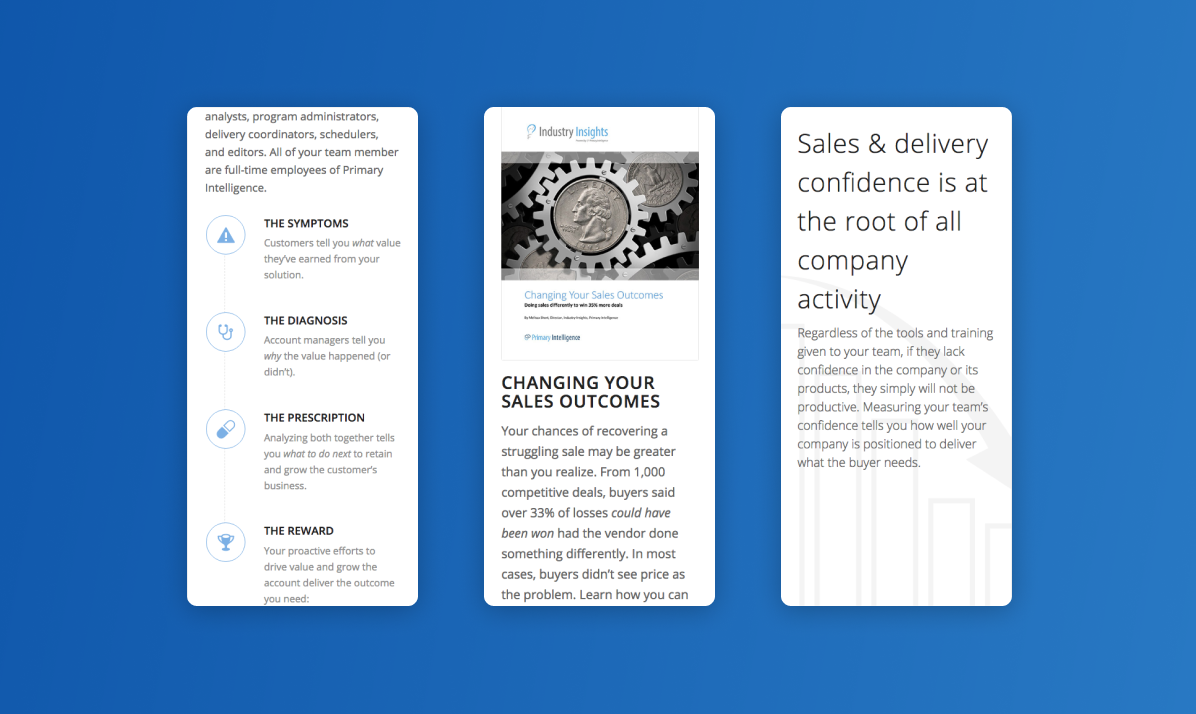 analysts, program administrators,
delivery coordinators, schedulers,
and editors. All of your team member
are full-time employees of Primary
Intelligence.
THE SYMPTOMS
Customers tell you what value
they've earned from your
solution.
THE DIAGNOSIS
Account managers tell you
why the value happened (or
didn't).
THE PRESCRIPTION
Analyzing both together tells
you what to do next to retain
and grow the customer's
business.
THE REWARD
Your proactive efforts to
drive value and grow the
account deliver the outcome
you need:
Industry Insights
LIBERTY
Changing Your Sales Outcomes
Doing sales differently to win 35% more deals
Primary Intelligence
CHANGING YOUR
SALES OUTCOMES
Your chances of recovering a
struggling sale may be greater
than you realize. From 1,000
competitive deals, buyers said
over 33% of losses could have
been won had the vendor done
something differently. In most
cases, buyers didn't see price as
the problem. Learn how you can
Sales & delivery
confidence is at
the root of all
company
activity
Regardless of the tools and training
given to your team, if they lack
confidence in the company or its
products, they simply will not be
productive. Measuring your team's
confidence tells you how well your
company is positioned to deliver
what the buyer needs.